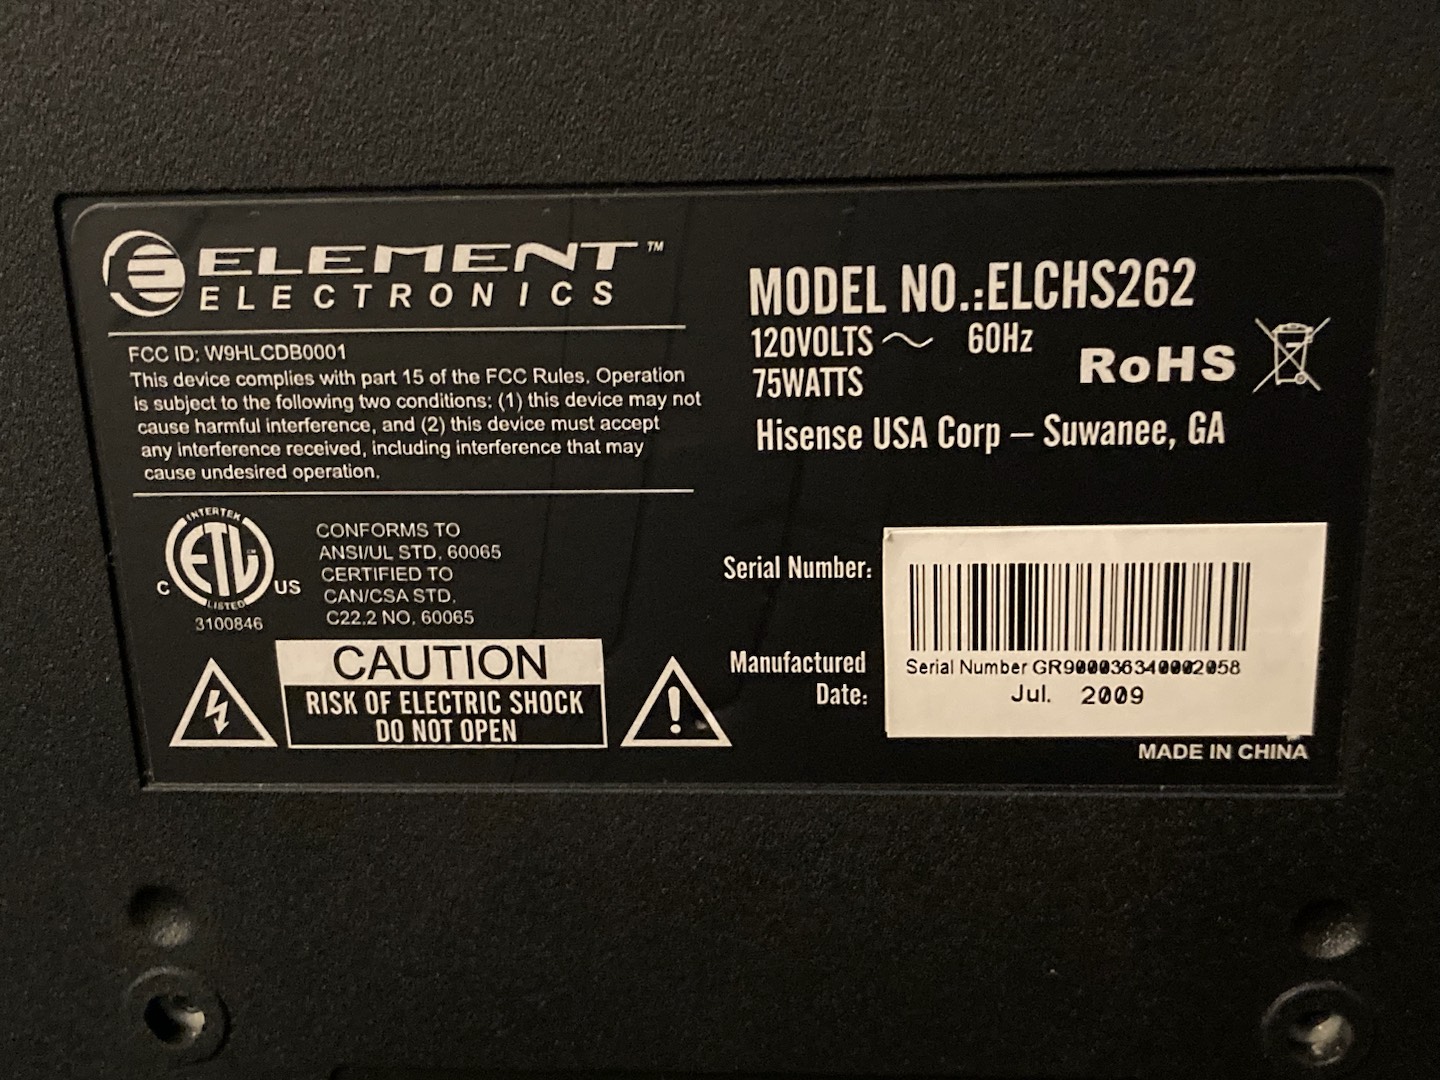 ELEMENT™
ELECTRONICS
FCC ID: W9HLCDB0001
This device complies with part 15 of the FCC Rules. Operation
is subject to the following two conditions: (1) this device may not
cause harmful interference, and (2) this device must accept
any interference received, including interference that may
cause undesired operation.
INTERTEK
ETL
LISTED
C US
3100846
CONFORMS TO
ANSI/UL STD. 60065
CERTIFIED TO
CAN/CSA STD.
C22.2 NO. 60065
CAUTION
RISK OF ELECTRIC SHOCK
DO NOT OPEN
MODEL NO.:ELCHS262
120VOLTS ~ 60Hz
75WATTS
RoHS
Hisense USA Corp – Suwanee, GA
Serial Number:
Serial Number GR900036340002058
Manufactured
Date:
Jul. 2009
MADE IN CHINA